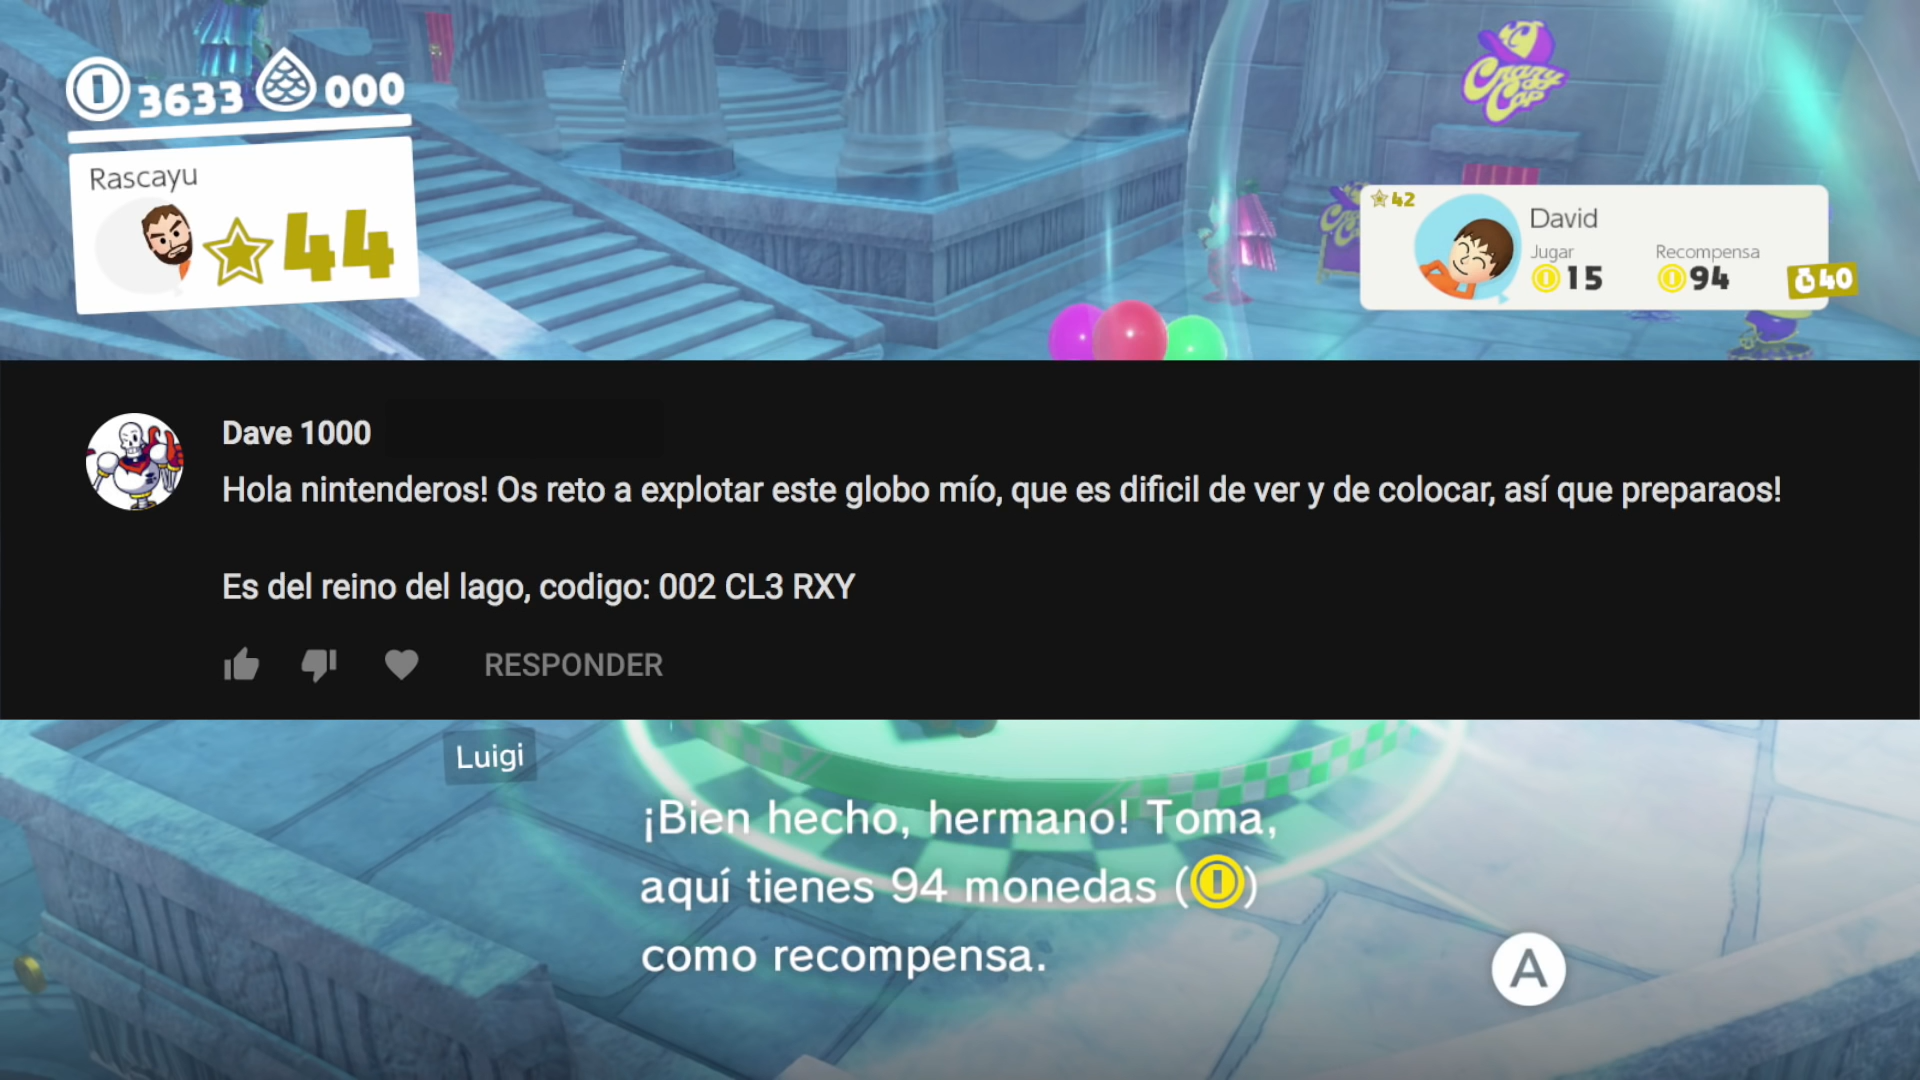 3633 000
Rascayu
44
Crazy Cap
42
David
Jugar Recompensa
15 94 40
Dave 1000
Hola nintenderos! Os reto a explotar este globo mío, que es dificil de ver y de colocar, así que preparaos!
Es del reino del lago, codigo: 002 CL3 RXY
RESPONDER
Luigi
¡Bien hecho, hermano! Toma,
aquí tienes 94 monedas ( )
como recompensa.
A